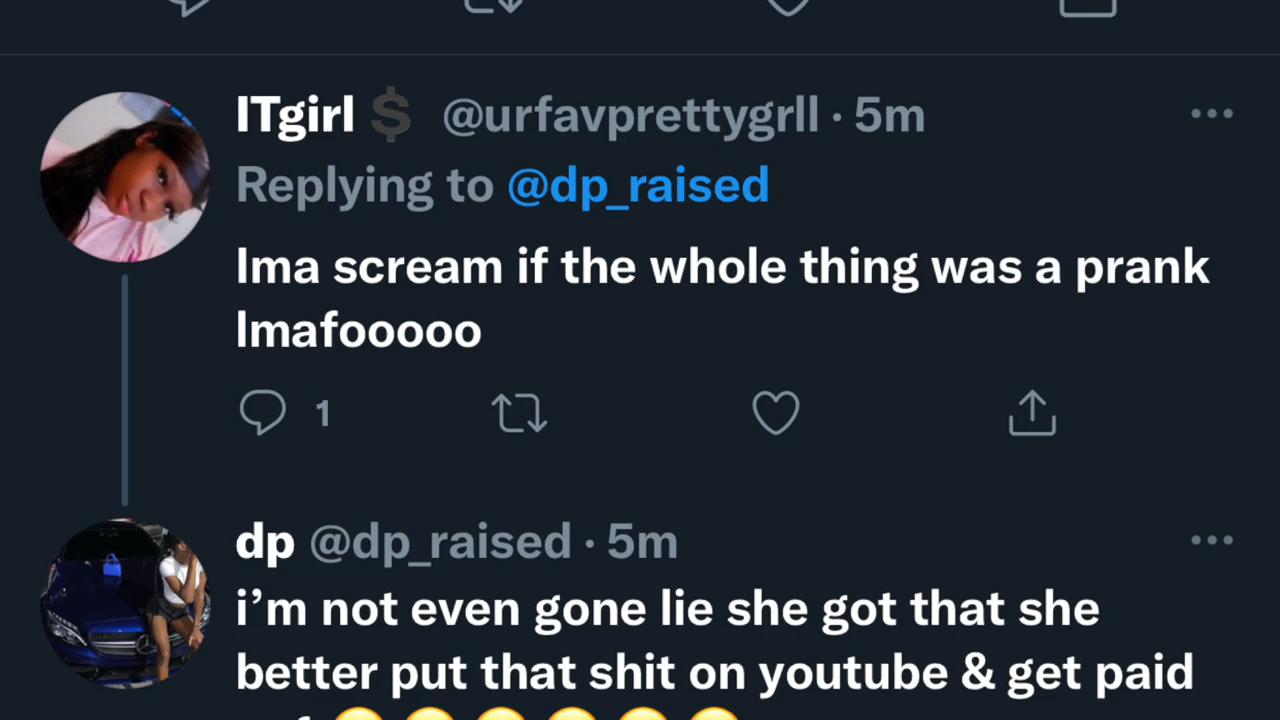 ITgirl💲 @urfavprettygrll · 5m
Replying to @dp_raised
Ima scream if the whole thing was a prank
lmafooooo
1
dp @dp_raised · 5m
i’m not even gone lie she got that she
better put that shit on youtube & get paid